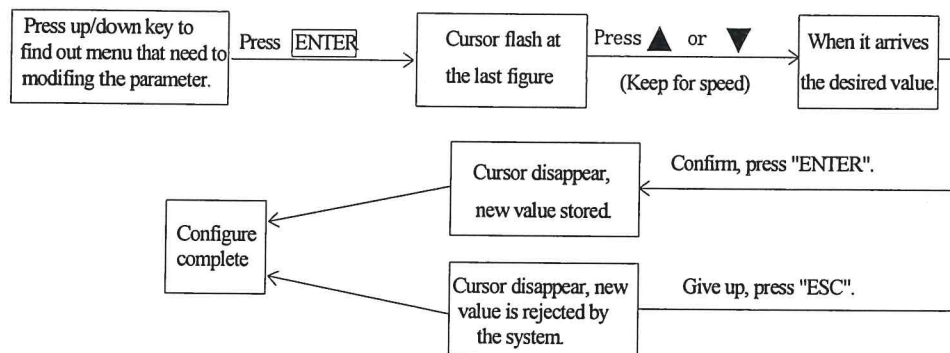 Press up/down key to
find out menu that need to
modifing the parameter.
Press ENTER
Cursor flash at
the last figure
Press ▲ or ▼
(Keep for speed)
When it arrives
the desired value.
Confirm, press "ENTER".
Cursor disappear,
new value stored.
Configure
complete
Give up, press "ESC".
Cursor disappear, new
value is rejected by
the system.